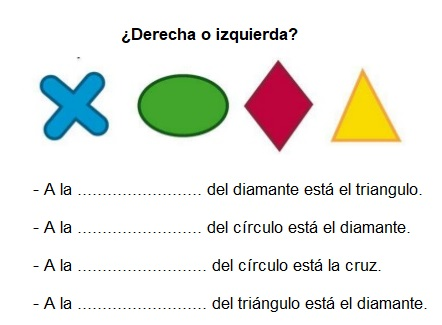 ¿Derecha o izquierda?
- A la ......................... del diamante está el triangulo.
- A la ......................... del círculo está el diamante.
- A la .......................... del círculo está la cruz.
- A la .......................... del triángulo está el diamante.